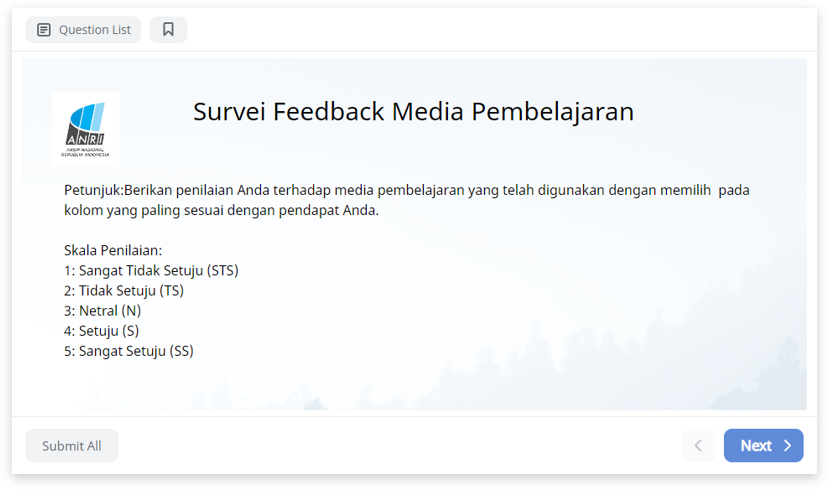 Question List
Survei Feedback Media Pembelajaran
ANRI
ARSIP NASIONAL
REPUBLIK INDONESIA
Petunjuk:Berikan penilaian Anda terhadap media pembelajaran yang telah digunakan dengan memilih  pada
kolom yang paling sesuai dengan pendapat Anda.
Skala Penilaian:
1: Sangat Tidak Setuju (STS)
2: Tidak Setuju (TS)
3: Netral (N)
4: Setuju (S)
5: Sangat Setuju (SS)
Submit All
Next